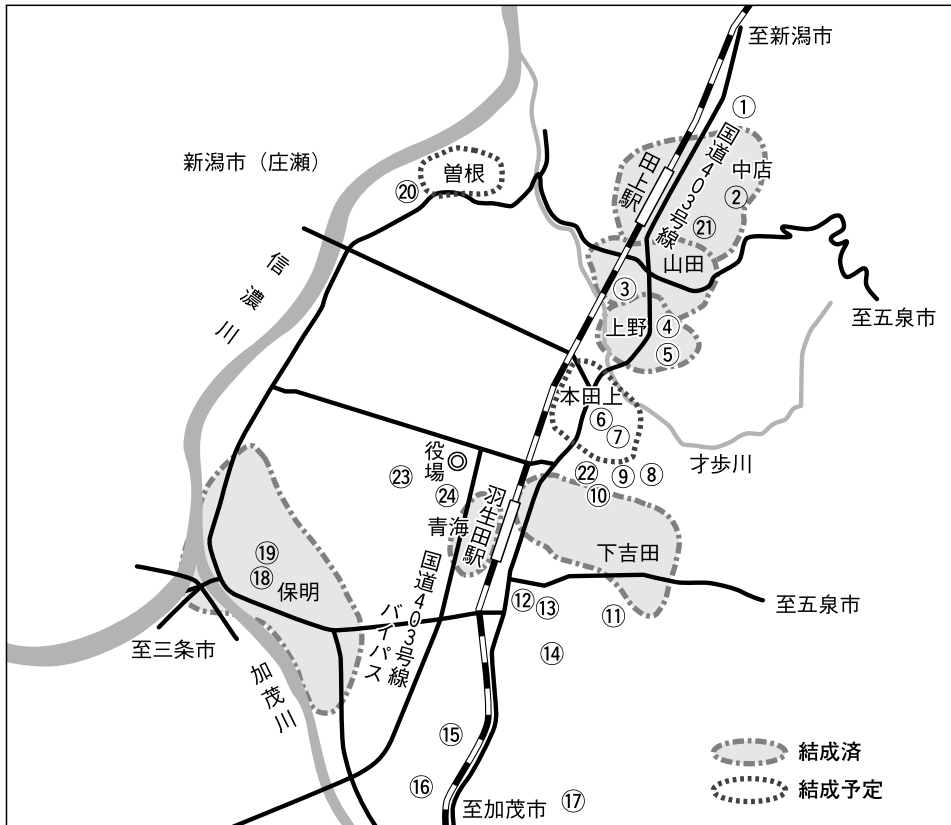 至新潟市
①
国道403号線
中店
②
㉑
田上駅
新潟市（庄瀬）
曽根
⑳
山田
③
至五泉市
上野
④
⑤
信濃川
本田上
⑥
⑦
才歩川
役場
㉓
㉔
㉒
⑨
⑧
⑩
青海
羽生田駅
下吉田
⑲
⑱
保明
国道403号線
バイパス
⑫
⑬
⑪
至五泉市
至三条市
加茂川
⑭
⑮
⑯
至加茂市
⑰
結成済
結成予定